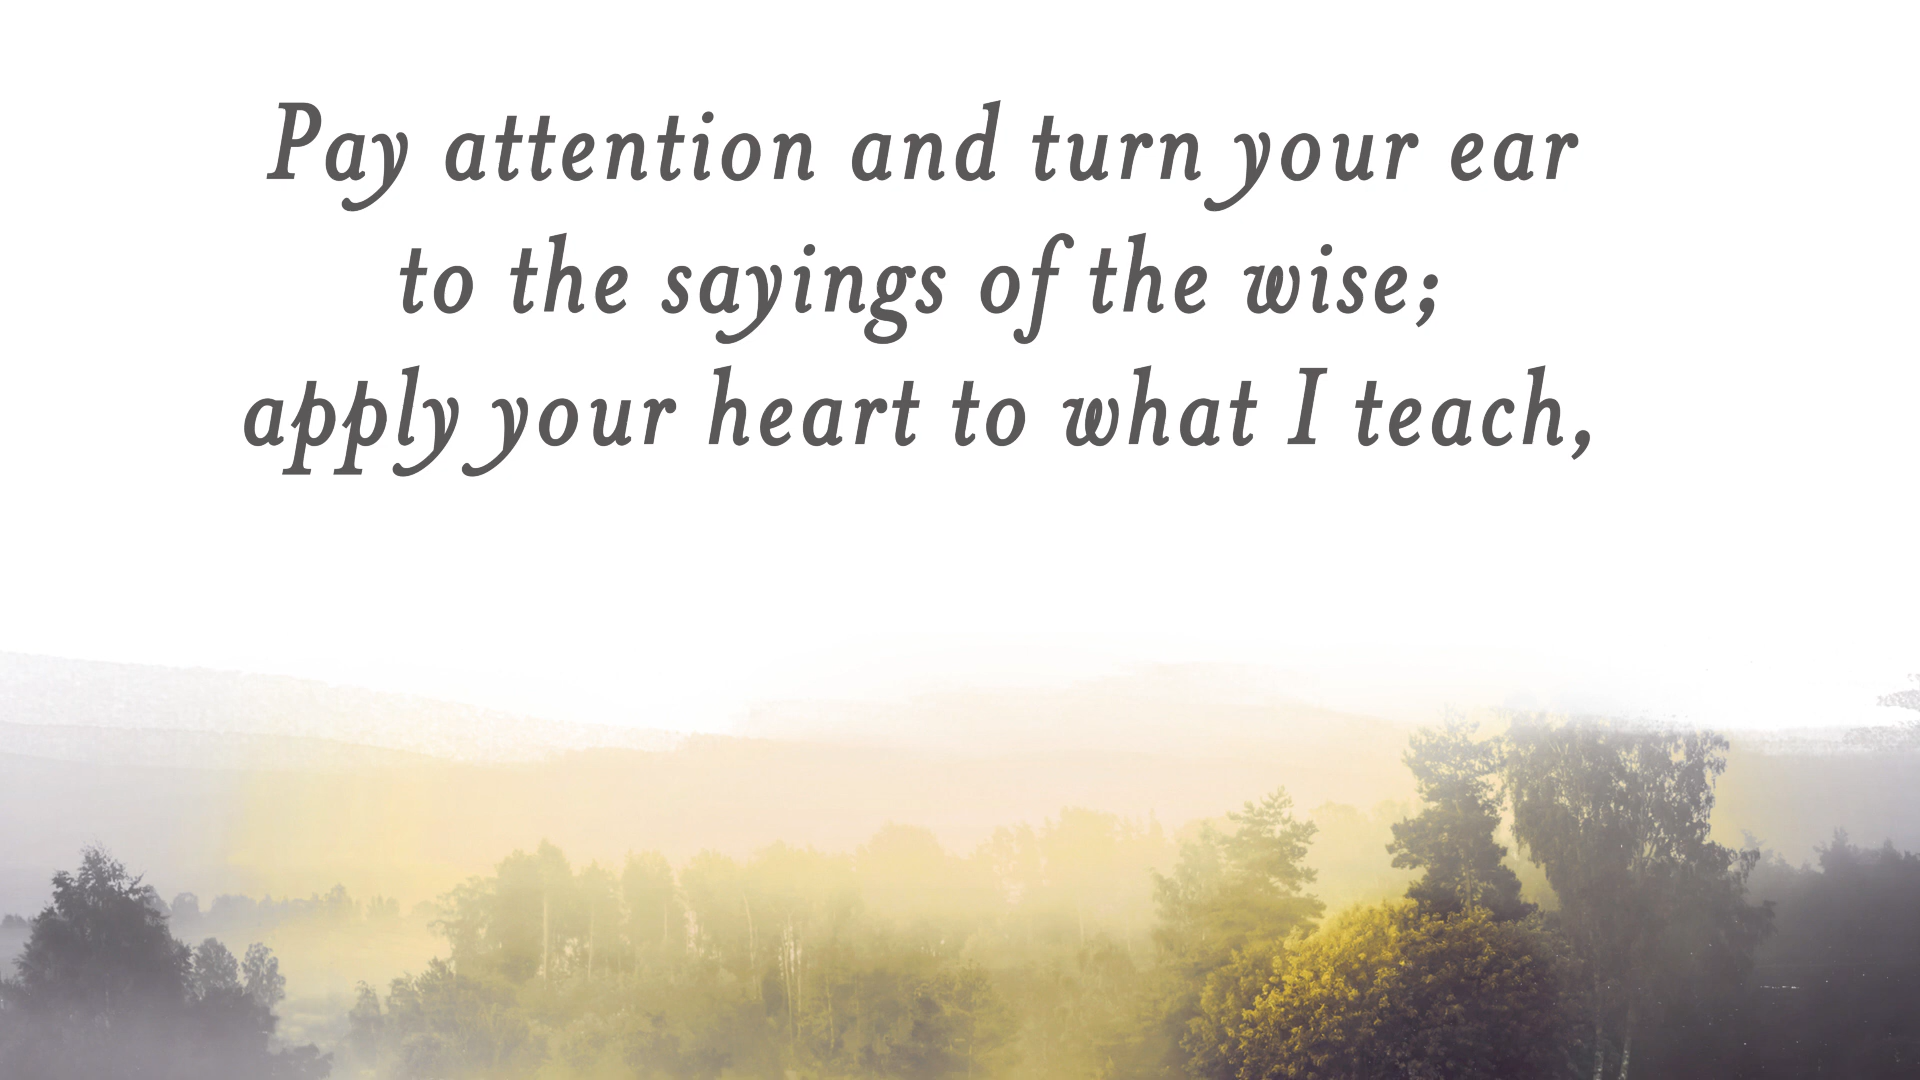 Pay attention and turn your ear
to the sayings of the wise;
apply your heart to what I teach,